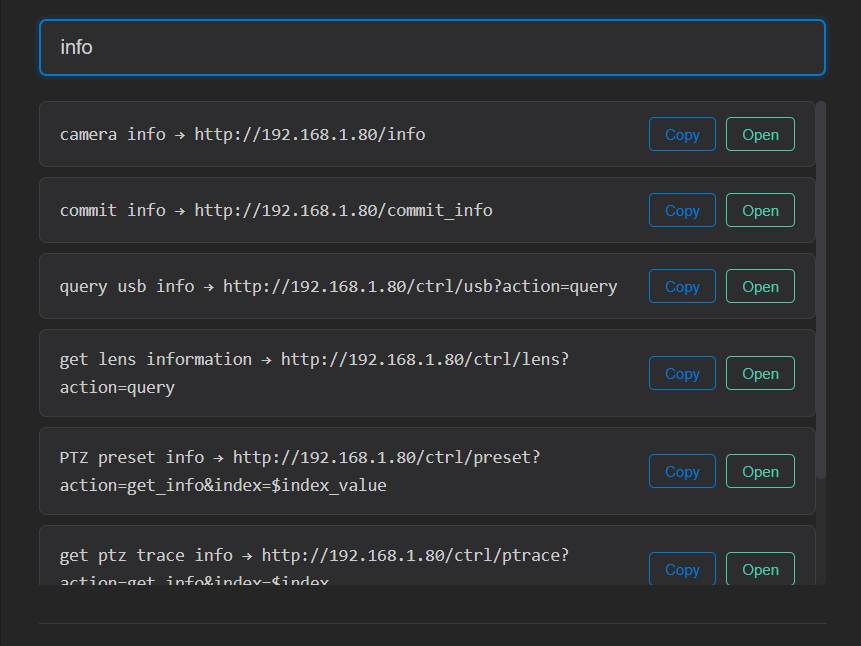 info
camera info → http://192.168.1.80/info Copy Open
commit info → http://192.168.1.80/commit_info Copy Open
query usb info → http://192.168.1.80/ctrl/usb?action=query Copy Open
get lens information → http://192.168.1.80/ctrl/lens?
action=query
Copy Open
PTZ preset info → http://192.168.1.80/ctrl/preset?
action=get_info&index=$index_value
Copy Open
get ptz trace info → http://192.168.1.80/ctrl/ptrace?
action=get_info&index=$index
Copy Open